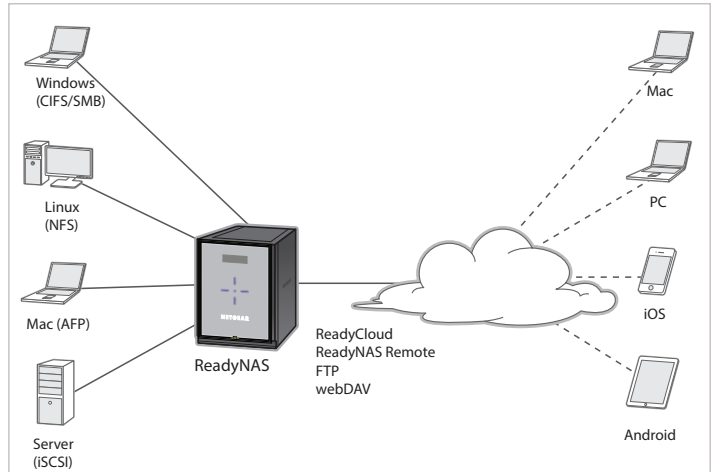 Windows
(CIFS/SMB)
Linux
(NFS)
Mac (AFP)
Server
(iSCSI)
NETGEAR
ReadyNAS
ReadyCloud
ReadyNAS Remote
FTP
webDAV
Mac
PC
iOS
Android